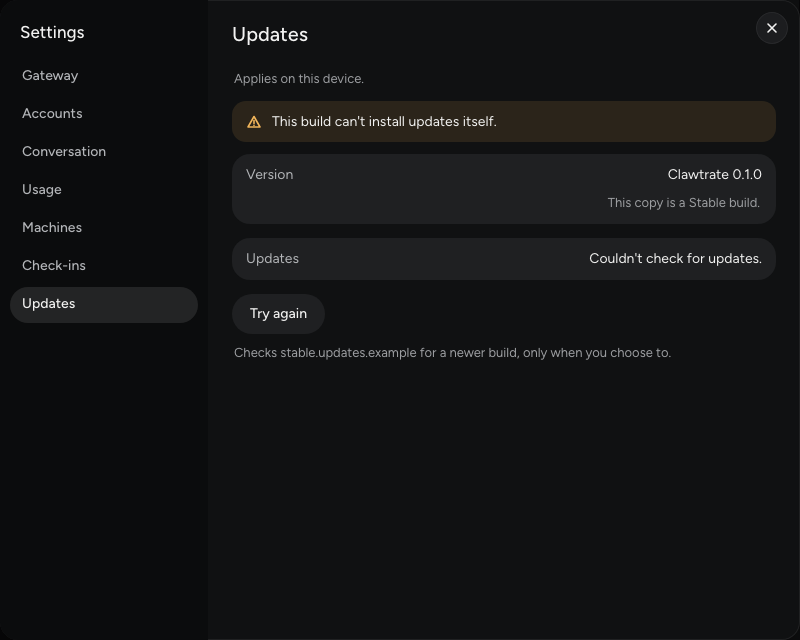 Settings
Gateway
Accounts
Conversation
Usage
Machines
Check-ins
Updates
Updates
Applies on this device.
This build can't install updates itself.
Version
Clawtrate 0.1.0
This copy is a Stable build.
Updates
Couldn't check for updates.
Try again
Checks stable.updates.example for a newer build, only when you choose to.